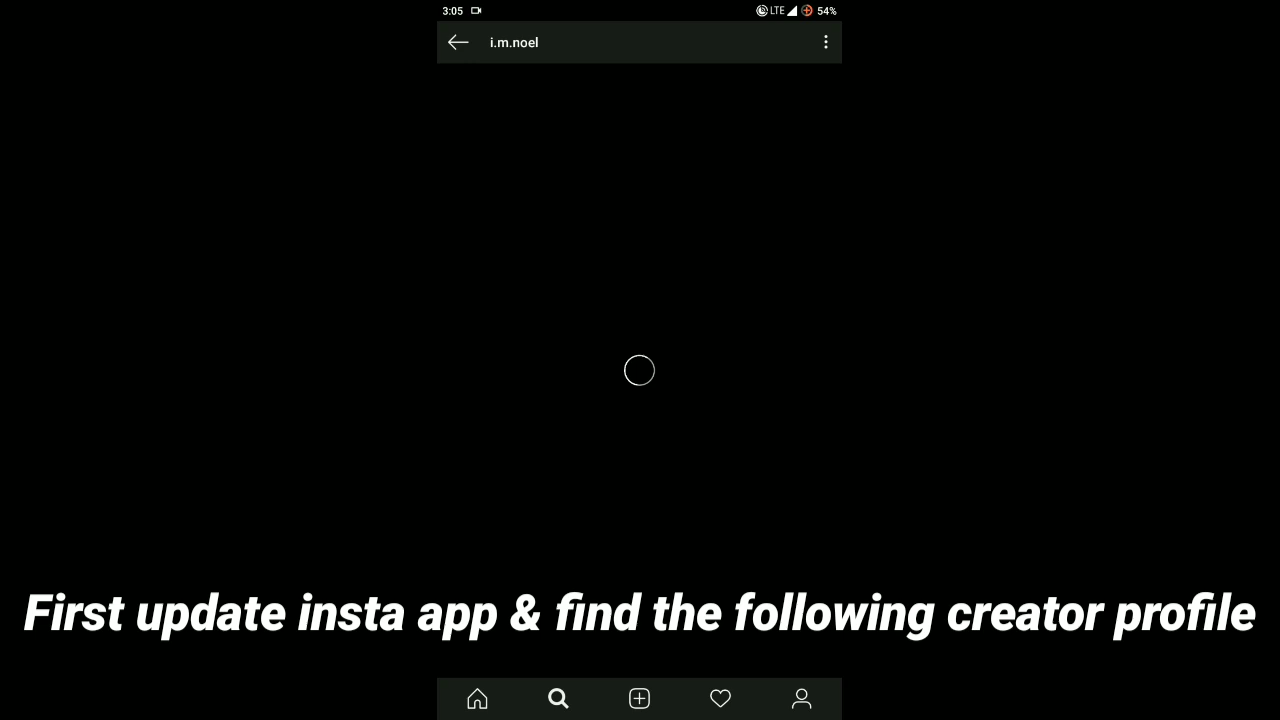 3:05 LTE 54%
i.m.noel
First update insta app & find the following creator profile